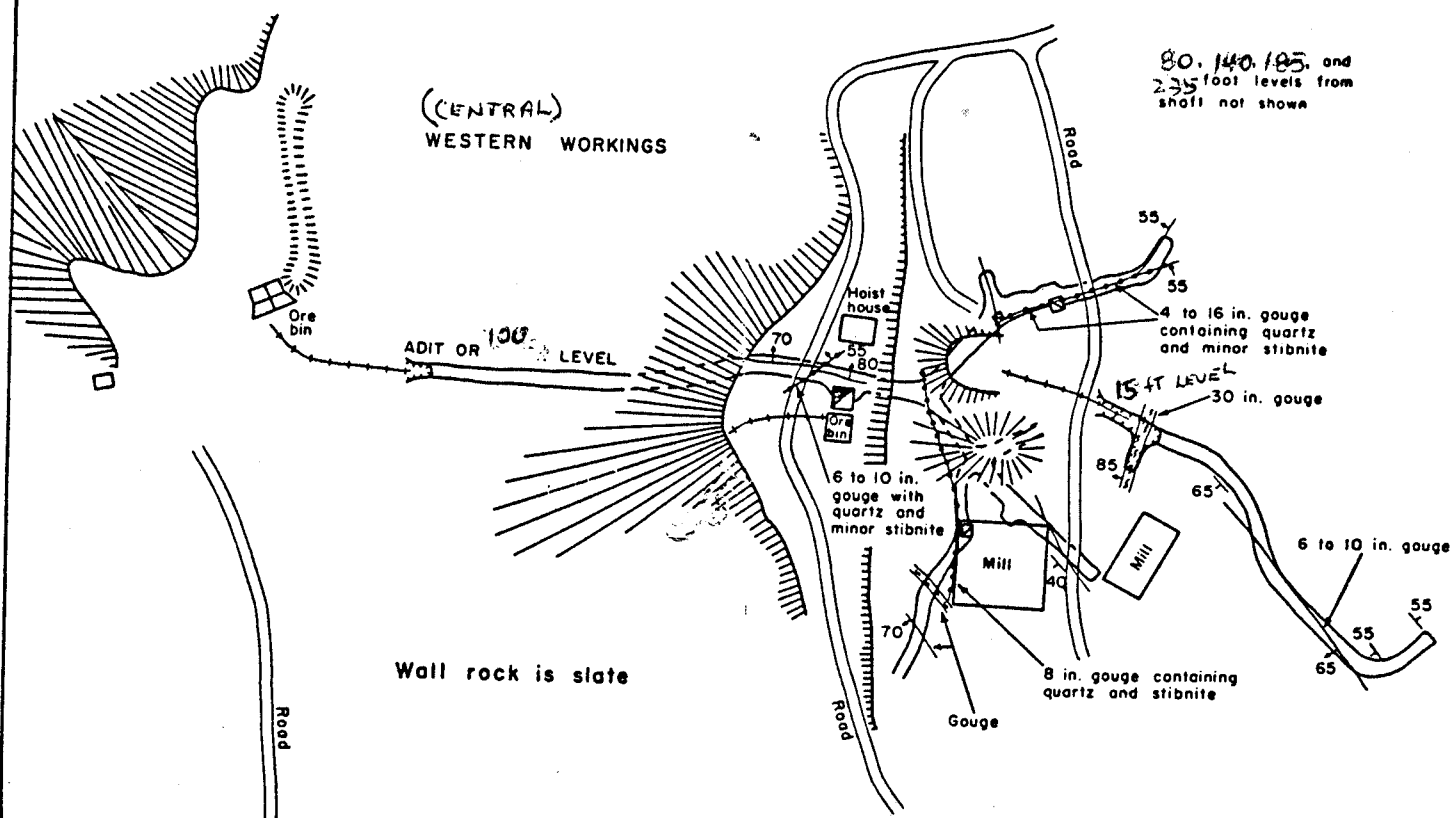 80, 140, 185, and
235 foot levels from
shaft not shown
(CENTRAL)
WESTERN WORKINGS
Road
55
55
Hoist
house
Ore
bin
4 to 16 in. gouge
containing quartz
and minor stibnite
ADIT OR 100 LEVEL
70
55
80
15 FT LEVEL
30 in. gouge
Ore
bin
85
65
6 to 10 in.
gouge with
quartz and
minor stibnite
Mill
Mill
40
6 to 10 in. gouge
70
55
55
65
Wall rock is slate
8 in. gouge containing
quartz and stibnite
Gouge
Road
Road